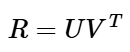 R = UV^T